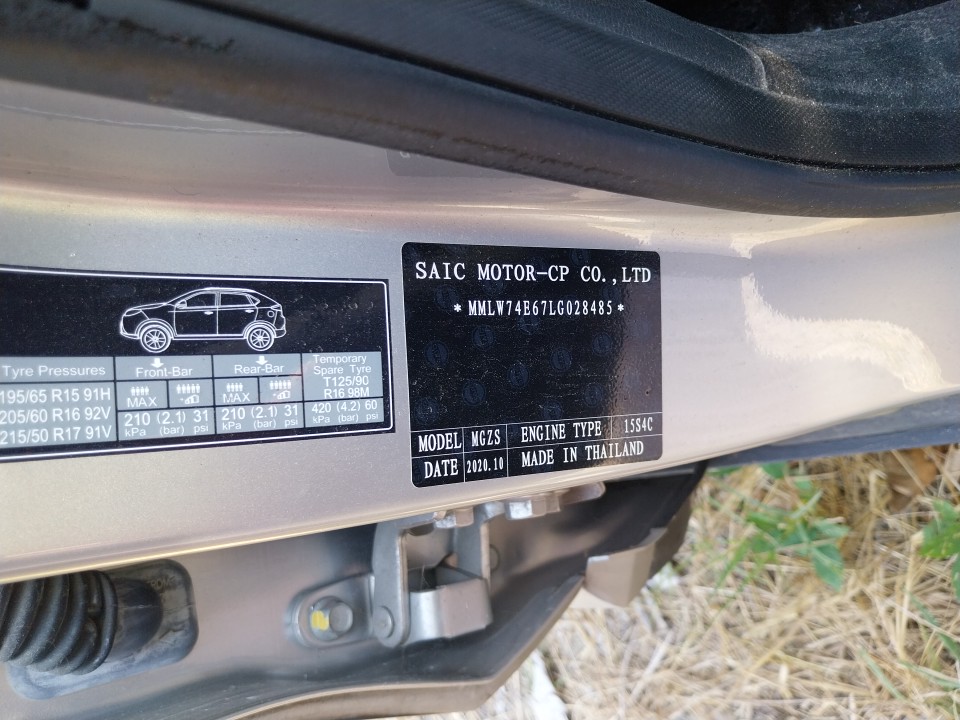 SAIC MOTOR-CP CO.,LTD
*MMLW74E67LG028485*
MODEL MGZS ENGINE TYPE 15S4C
DATE 2020.10 MADE IN THAILAND
Tyre Pressures Front-Bar Rear-Bar Temporary Spare Tyre T125/90 R16 98M
MAX MAX
195/65 R15 91H
205/60 R16 92V
215/50 R17 91V
210 kPa (2.1) (bar) 31 psi 210 kPa (2.1) (bar) 31 psi 420 kPa (4.2) (bar) 60 psi